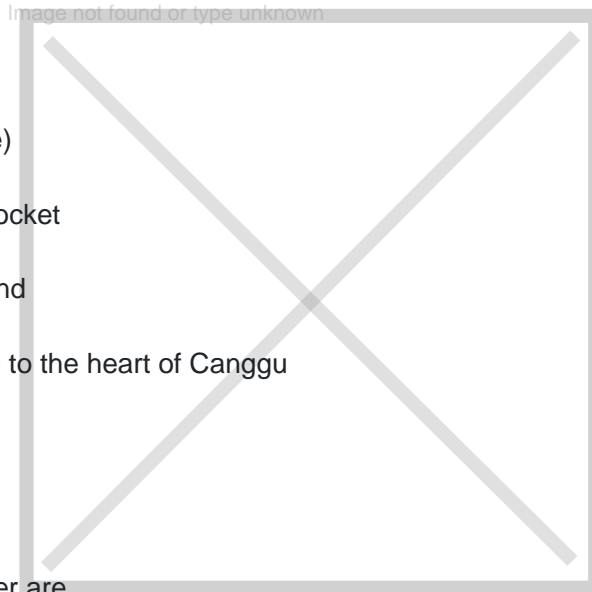 Image not found or type unknown
e)
ocket
nd
to the heart of Canggu
er are